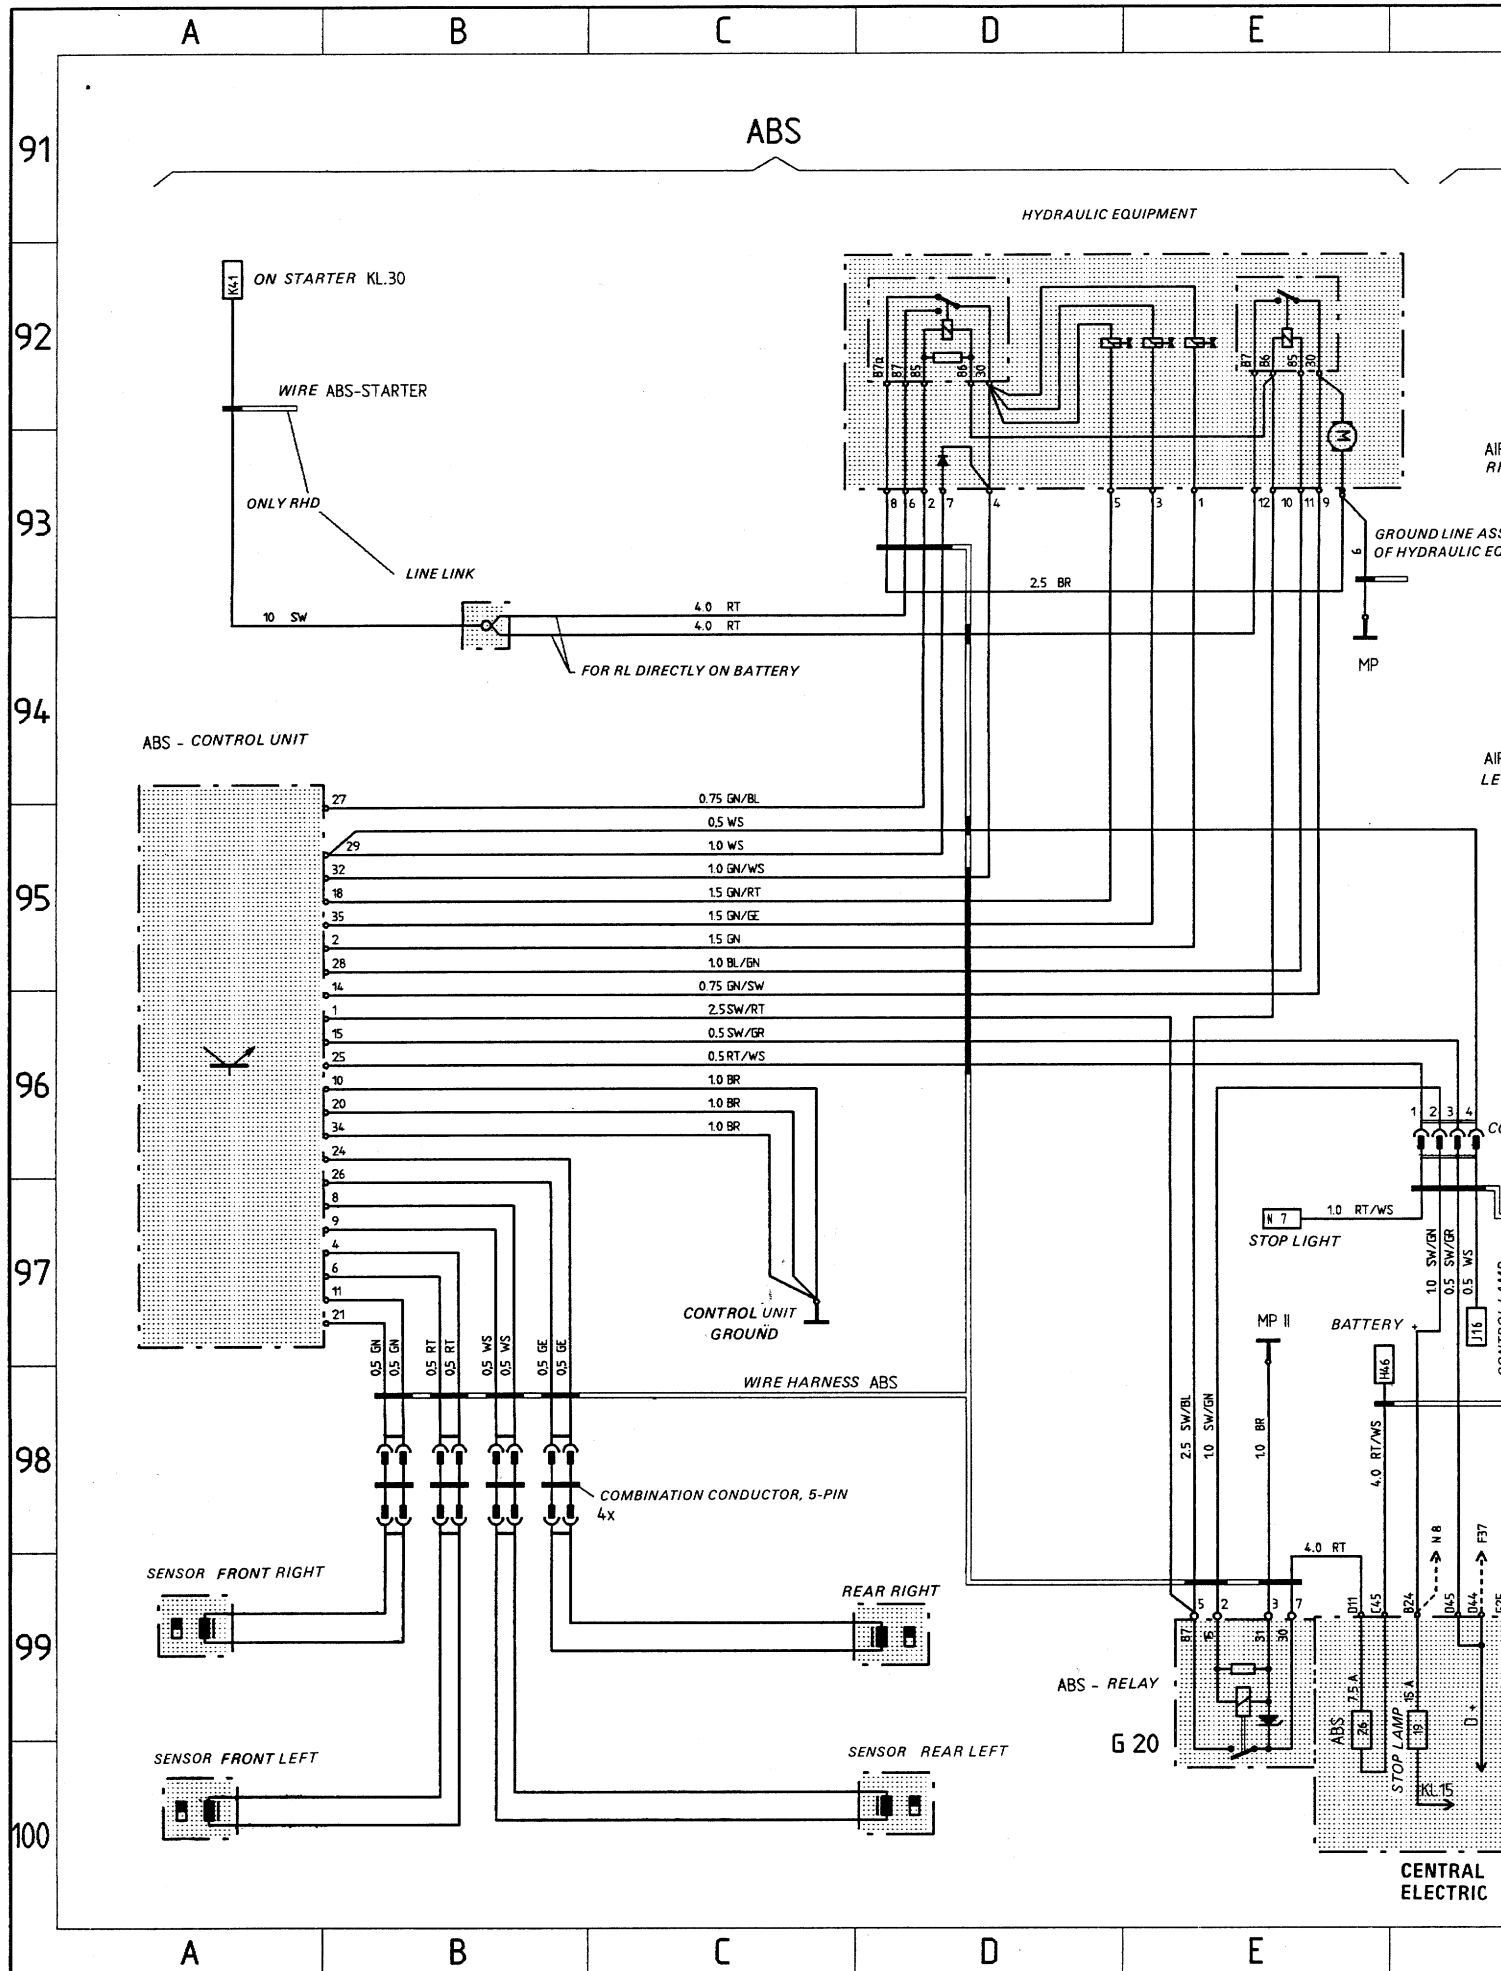 A B C D E
91
ABS
HYDRAULIC EQUIPMENT
K41
ON STARTER KL.30
92
87a 87 85 86 30
87 86 85 30
WIRE ABS-STARTER
M
ONLY RHD
93
8 6 2 7 4 5 3 1 12 10 11 9
GROUND LINE ASS
OF HYDRAULIC EQ
6
LINE LINK
2.5 BR
10 SW
4.0 RT
4.0 RT
FOR RL DIRECTLY ON BATTERY
MP
94
ABS - CONTROL UNIT
AIR
LE
27 0.75 GN/BL
0.5 WS
29 1.0 WS
32 1.0 GN/WS
95
18 1.5 GN/RT
35 1.5 GN/GE
2 1.5 GN
28 1.0 BL/GN
14 0.75 GN/SW
1 2.5 SW/RT
15 0.5 SW/GR
25 0.5 RT/WS
96
10 1.0 BR
20 1.0 BR
34 1.0 BR
1 2 3 4
CO
24
26
8
9
4
6
11
21
N 7
1.0 RT/WS
STOP LIGHT
97
1.0 SW/GN
0.5 SW/GR
0.5 WS
CONTROL UNIT
GROUND
MP II
BATTERY +
J16
CONTROL LAMP
H46
0,5 GN
0,5 GN
0,5 RT
0,5 RT
0,5 WS
0,5 WS
0,5 GE
0,5 GE
WIRE HARNESS ABS
98
2.5 SW/BL
1.0 SW/GN
1.0 BR
4.0 RT/WS
COMBINATION CONDUCTOR, 5-PIN
4x
N 8
F37
4.0 RT
SENSOR FRONT RIGHT
REAR RIGHT
D11 C45 B24 D45 D44
5 2 3 7
87 15 31 30
99
ABS - RELAY
G 20
7.5 A
ABS
26
15 A
STOP LAMP
19
D +
SENSOR FRONT LEFT
SENSOR REAR LEFT
KL15
100
CENTRAL
ELECTRIC
A B C D E